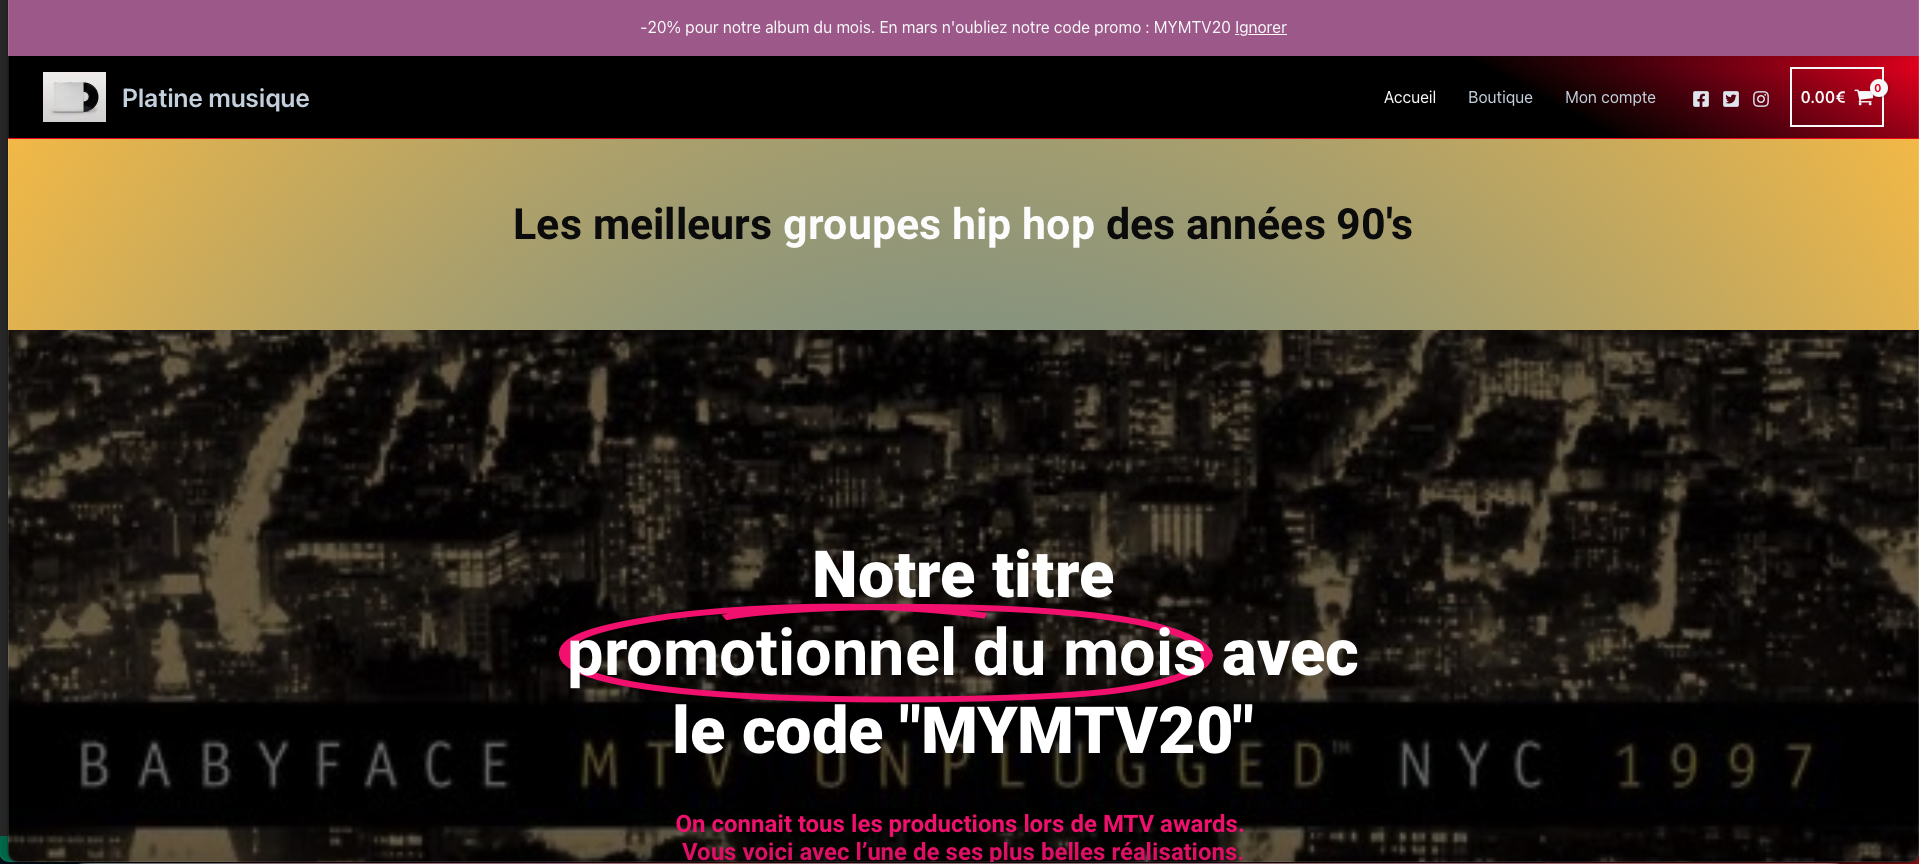 -20% pour notre album du mois. En mars n'oubliez notre code promo : MYMTV20 Ignorer
Platine musique
Accueil
Boutique
Mon compte
0.00€
0
Les meilleurs groupes hip hop des années 90's
Notre titre
promotionnel du mois avec
le code "MYMTV20"
BABYFACE MTV UNPLUGGED™ NYC 1997
On connait tous les productions lors de MTV awards.
Vous voici avec l’une de ses plus belles réalisations.